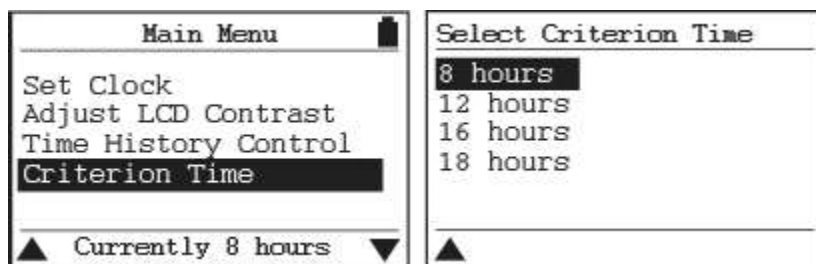 Main Menu
Set Clock
Adjust LCD Contrast
Time History Control
Criterion Time
Currently 8 hours
Select Criterion Time
8 hours
12 hours
16 hours
18 hours